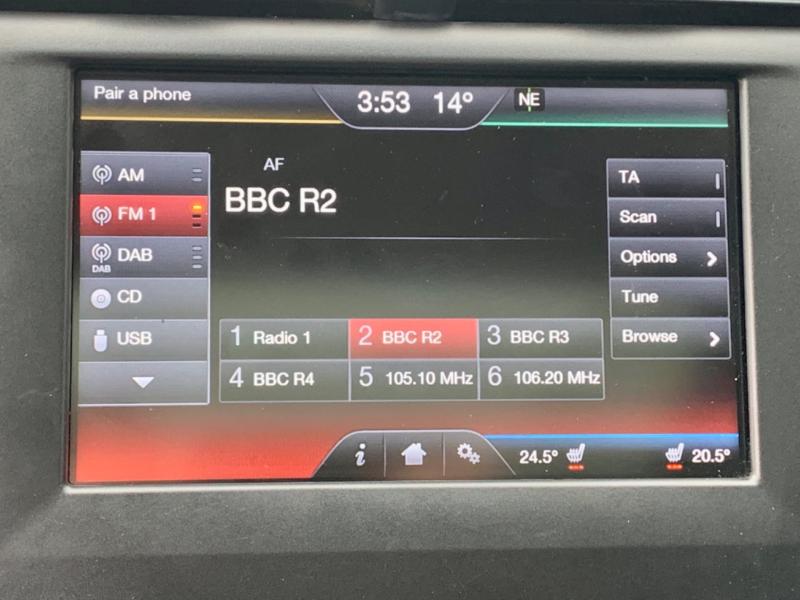 Pair a phone
3:53 14° NE
AF
BBC R2
AM
FM 1
DAB
DAB
CD
USB
TA
Scan
Options
Tune
Browse
1 Radio 1
2 BBC R2
3 BBC R3
4 BBC R4
5 105.10 MHz
6 106.20 MHz
i
24.5°
20.5°